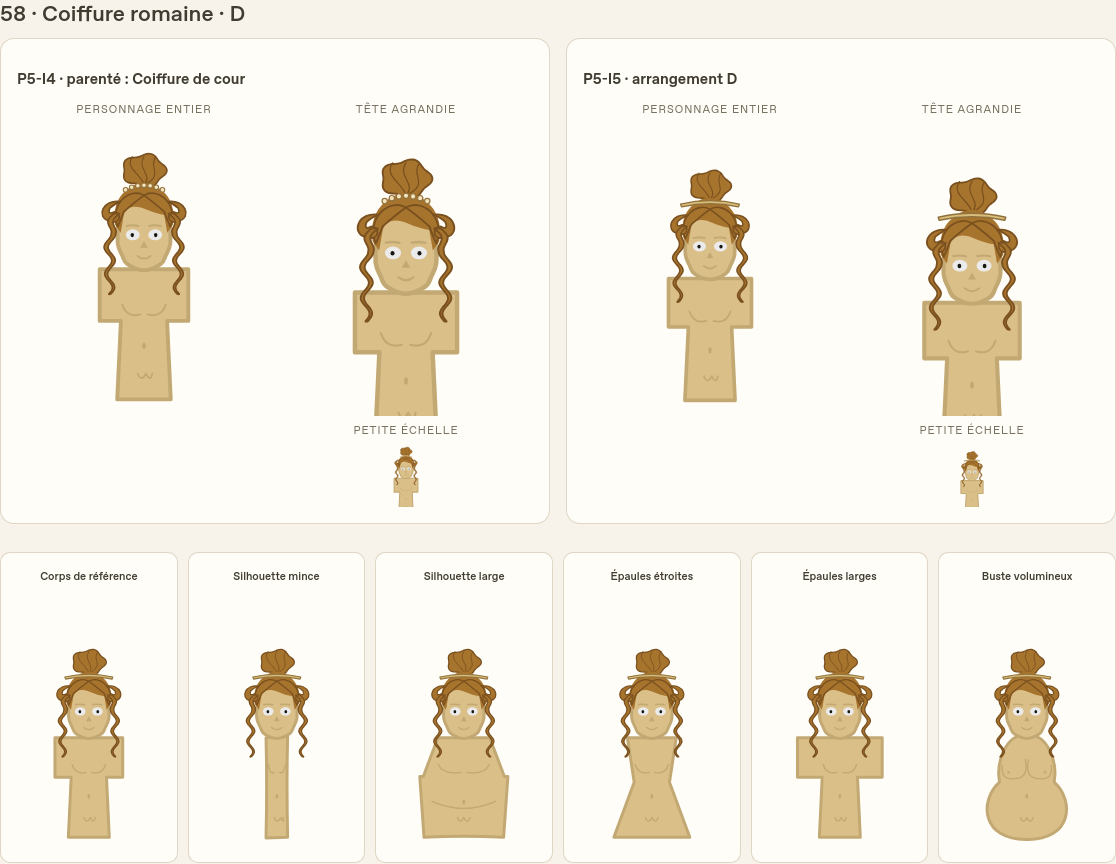 58 · Coiffure romaine · D
P5-I4 · parenté : Coiffure de cour
PERSONNAGE ENTIER
TÊTE AGRANDIE
PETITE ÉCHELLE
P5-I5 · arrangement D
PERSONNAGE ENTIER
TÊTE AGRANDIE
PETITE ÉCHELLE
Corps de référence
Silhouette mince
Silhouette large
Épaules étroites
Épaules larges
Buste volumineux